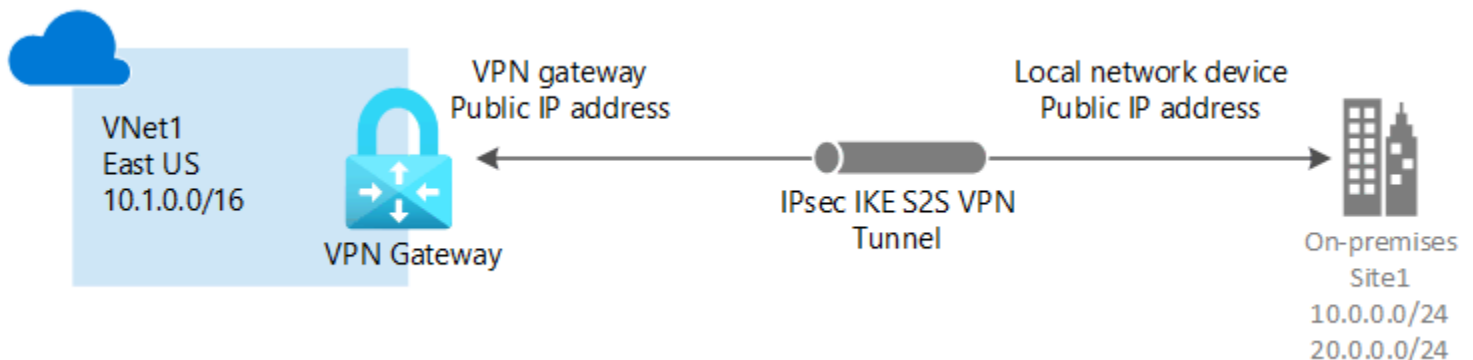 VNet1
East US
10.1.0.0/16
VPN Gateway
VPN gateway
Public IP address
IPsec IKE S2S VPN
Tunnel
Local network device
Public IP address
On-premises
Site1
10.0.0.0/24
20.0.0.0/24